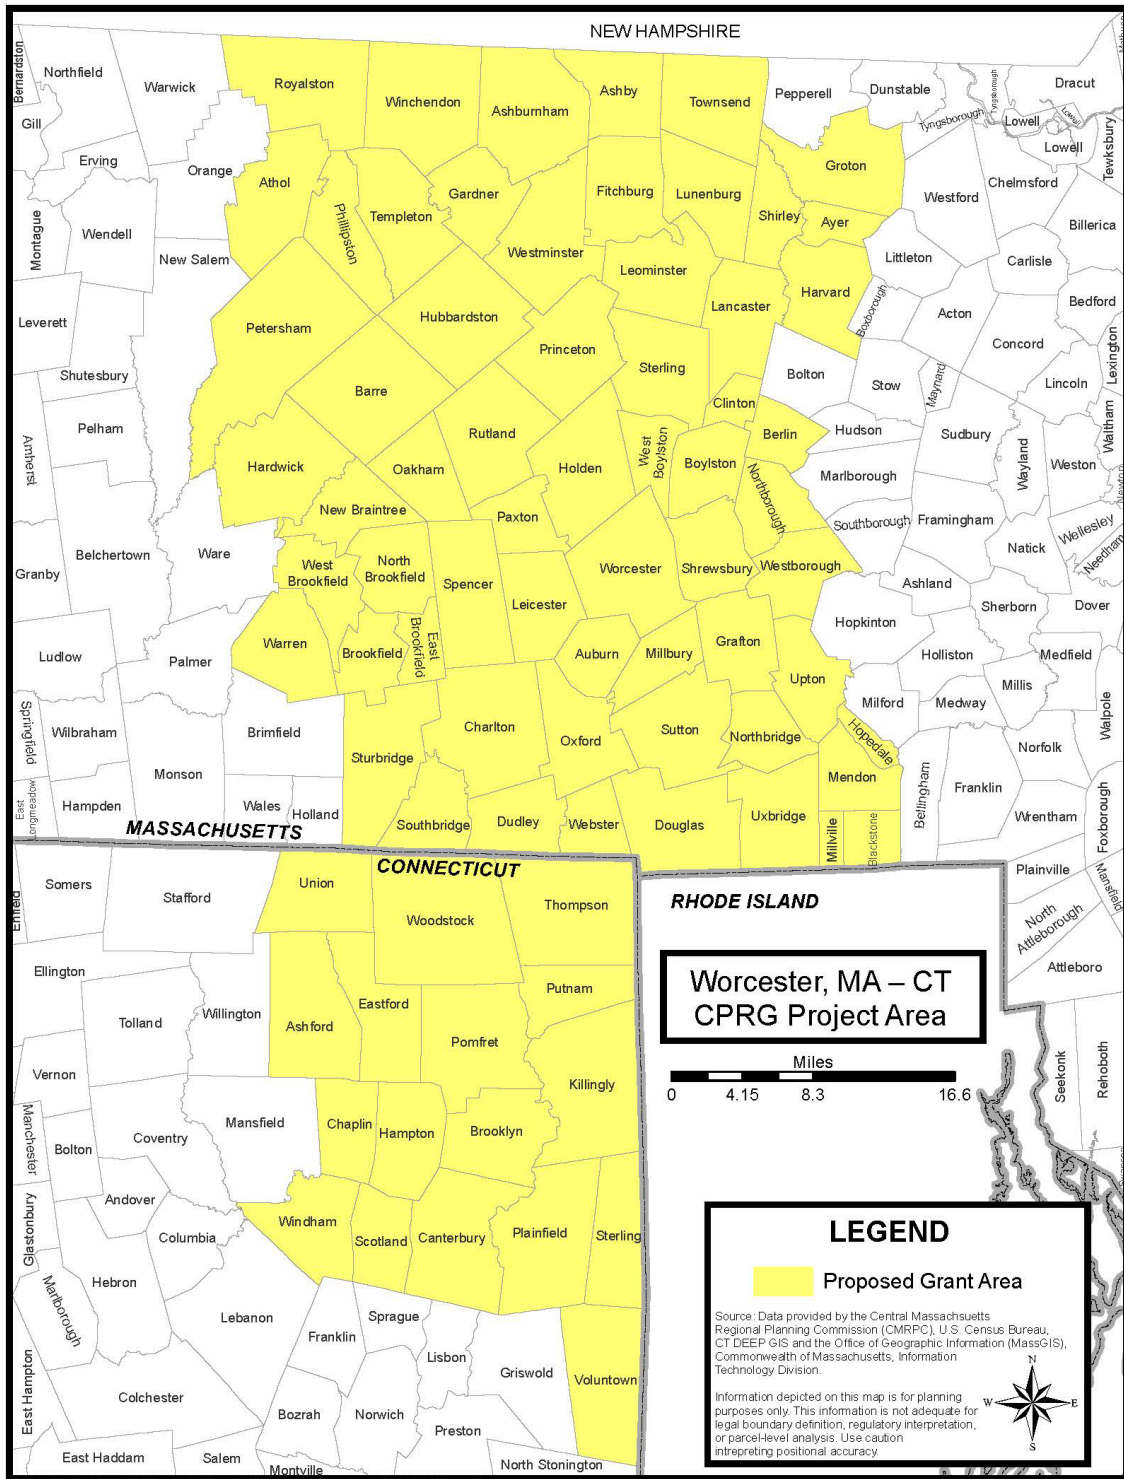 NEW HAMPSHIRE
Bernardston
Northfield
Warwick
Royalston
Winchendon
Ashburnham
Ashby
Townsend
Pepperell
Dunstable
Tyngsborough
Tyngsborough
Dracut
Lowell
Lowell
Lowell
Tewksbury
Gill
Erving
Orange
Athol
Phillipston
Templeton
Gardner
Westminster
Fitchburg
Lunenburg
Shirley
Groton
Ayer
Westford
Chelmsford
Billerica
Montague
Wendell
New Salem
Leominster
Lancaster
Harvard
Littleton
Carlisle
Boxborough
Acton
Bedford
Leverett
Petersham
Hubbardston
Princeton
Sterling
Concord
Lexington
Shutesbury
Barre
Bolton
Stow
Maynard
Lincoln
Waltham
Pelham
Amherst
Hardwick
Oakham
Rutland
Holden
West
Boylston
Boylston
Clinton
Berlin
Hudson
Sudbury
Wayland
Weston
Newton
Marlborough
Northborough
Southborough
Framingham
Natick
Wellesley
Needham
New Braintree
Paxton
Belchertown
Ware
Granby
West
Brookfield
North
Brookfield
Spencer
Leicester
Worcester
Shrewsbury
Westborough
Ashland
Sherborn
Dover
Hopkinton
Ludlow
Palmer
Warren
Brookfield
East
Brookfield
Auburn
Millbury
Grafton
Upton
Holliston
Medfield
Millis
Medway
Milford
Walpole
Springfield
Wilbraham
Brimfield
Monson
Sturbridge
Charlton
Oxford
Sutton
Northbridge
Hopedale
Mendon
Norfolk
Bellingham
Franklin
Wrentham
Foxborough
East
Longmeadow
Hampden
Wales
Holland
Southbridge
Dudley
Webster
Douglas
Uxbridge
Millville
Blackstone
MASSACHUSETTS
CONNECTICUT
RHODE ISLAND
Plainville
Mansfield
North
Attleborough
Attleboro
Somers
Enfield
Stafford
Union
Woodstock
Thompson
Ellington
Tolland
Willington
Ashford
Eastford
Pomfret
Putnam
Killingly
Worcester, MA – CT
CPRG Project Area
Miles
0 4.15 8.3 16.6
Seekonk
Rehoboth
Vernon
Manchester
Bolton
Coventry
Mansfield
Chaplin
Hampton
Brooklyn
Andover
Glastonbury
Columbia
Windham
Scotland
Canterbury
Plainfield
Sterling
Marlborough
Hebron
Lebanon
Franklin
Sprague
Lisbon
Griswold
Voluntown
East Hampton
Colchester
Bozrah
Norwich
Preston
East Haddam
Salem
Montville
North Stonington
LEGEND
Proposed Grant Area
Source: Data provided by the Central Massachusetts
Regional Planning Commission (CMRPC), U.S. Census Bureau,
CT DEEP GIS and the Office of Geographic Information (MassGIS),
Commonwealth of Massachusetts, Information
Technology Division.
Information depicted on this map is for planning
purposes only. This information is not adequate for
legal boundary definition, regulatory interpretation,
or parcel-level analysis. Use caution
intrepreting positional accuracy.
N
W E
S